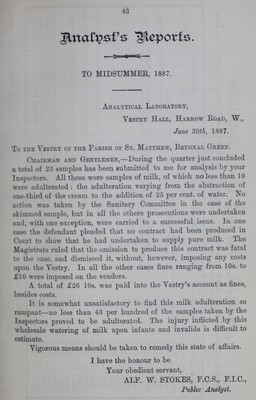 43
Analyst's Reports.
TO MIDSUMMER, 1887.
ANALYTICAL LABORATORY,
VESTRY HALL, HARROW ROAD, W.,
June 30th, 1887.
TO THE VESTRY OF THE PARISH OF ST. MATTHEW, BETHNAL GREEN.
CHAIRMAN AND GENTLEMEN,—During the quarter just concluded
a total of 23 samples has been submitted to me for analysis by your
Inspectors. All these were samples of milk, of which no less than 10
were adulterated: the adulteration varying from the abstraction of
one-third of the cream to the addition of 25 per cent. of water. No
action was taken by the Sanitary Committee in the case of the
skimmed sample, but in all the others prosecutions were undertaken
and, with one exception, were carried to a successful issue. In one
case the defendant pleaded that no contract had been produced in
Court to show that he had undertaken to supply pure milk. The
Magistrate ruled that the omission to produce this contract was fatal
to the case, and dismissed it, without, however, imposing any costs
upon the Vestry. In all the other cases fines ranging from 10s. to
£10 were imposed on the vendors.
A total of £26 10s. was paid into the Vestry's account as fines,
besides costs.
It is somewhat unsatisfactory to find this milk adulteration so
rampant—no less than 43 per hundred of the samples taken by the
Inspectors proved to be adulterated. The injury inflicted by this
wholesale watering of milk upon infants and invalids is difficult to
estimate.
Vigorous means should be taken to remedy this state of affairs.
I have the honour to be
Your obedient servant,
ALF. W. STOKES, F.C.S., F.I.C.,
Public Analyst.